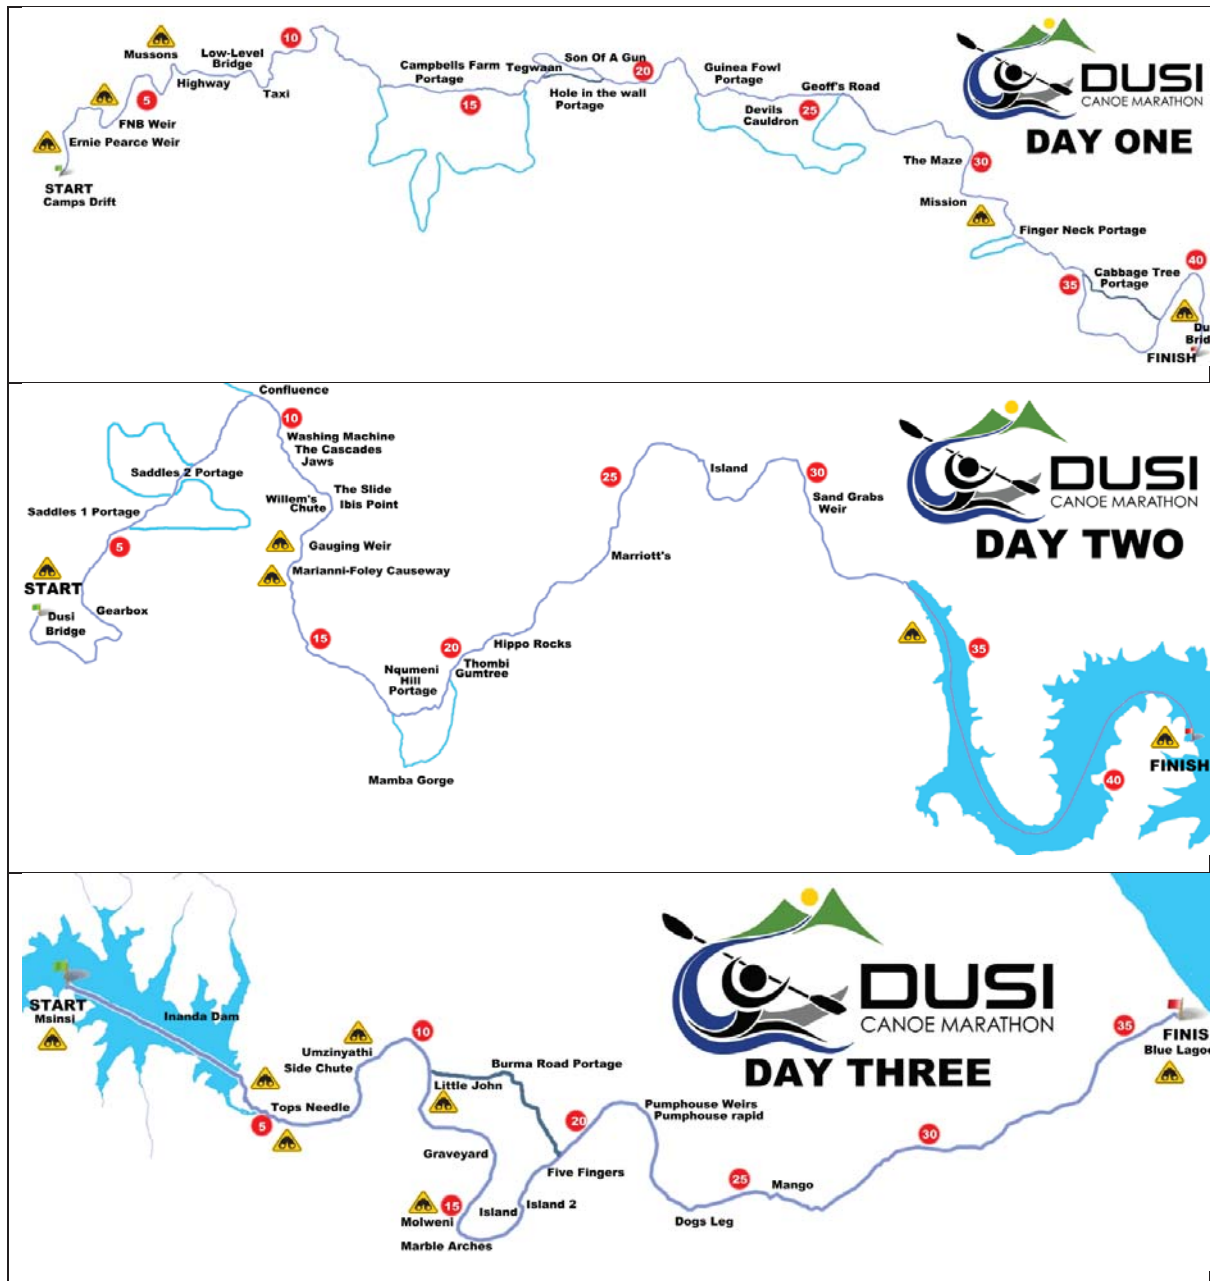 Mussons
Low-Level
Bridge
10
Highway
Taxi
5
FNB Weir
Ernie Pearce Weir
START
Camps Drift
Campbells Farm
Portage
15
Tegwaan
Son Of A Gun
20
Hole in the wall
Portage
Guinea Fowl
Portage
Geoff's Road
Devils
Cauldron
25
The Maze
30
Mission
Finger Neck Portage
35
Cabbage Tree
Portage
40
Du
Brid
FINISH
DUSI
CANOE MARATHON
DAY ONE
Confluence
10
Washing Machine
The Cascades
Jaws
Saddles 2 Portage
The Slide
Willem's
Chute
Ibis Point
Saddles 1 Portage
5
Gauging Weir
START
Marianni-Foley Causeway
Dusi
Bridge
Gearbox
15
20
Nqumeni
Hill
Portage
Thombi
Gumtree
Hippo Rocks
Mamba Gorge
Marriott's
25
Island
30
Sand Grabs
Weir
35
40
FINISH
DUSI
CANOE MARATHON
DAY TWO
START
Msinsi
Inanda Dam
Umzinyathi
Side Chute
10
Tops Needle
5
Little John
Burma Road Portage
Graveyard
20
Five Fingers
15
Molweni
Island
Island 2
Marble Arches
Pumphouse Weirs
Pumphouse rapid
25
Mango
Dogs Leg
30
35
FINIS
Blue Lagoo
DUSI
CANOE MARATHON
DAY THREE